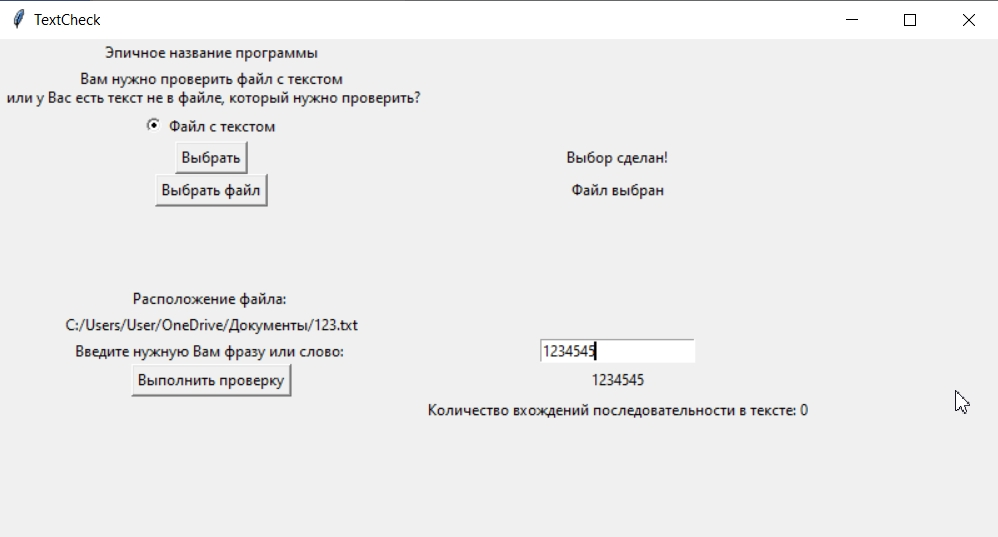 TextCheck
Эпичное название программы
Вам нужно проверить файл с текстом
или у Вас есть текст не в файле, который нужно проверить?
Файл с текстом
Выбрать
Выбор сделан!
Выбрать файл
Файл выбран
Расположение файла:
C:/Users/User/OneDrive/Документы/123.txt
Введите нужную Вам фразу или слово:
1234545
Выполнить проверку
1234545
Количество вхождений последовательности в тексте: 0